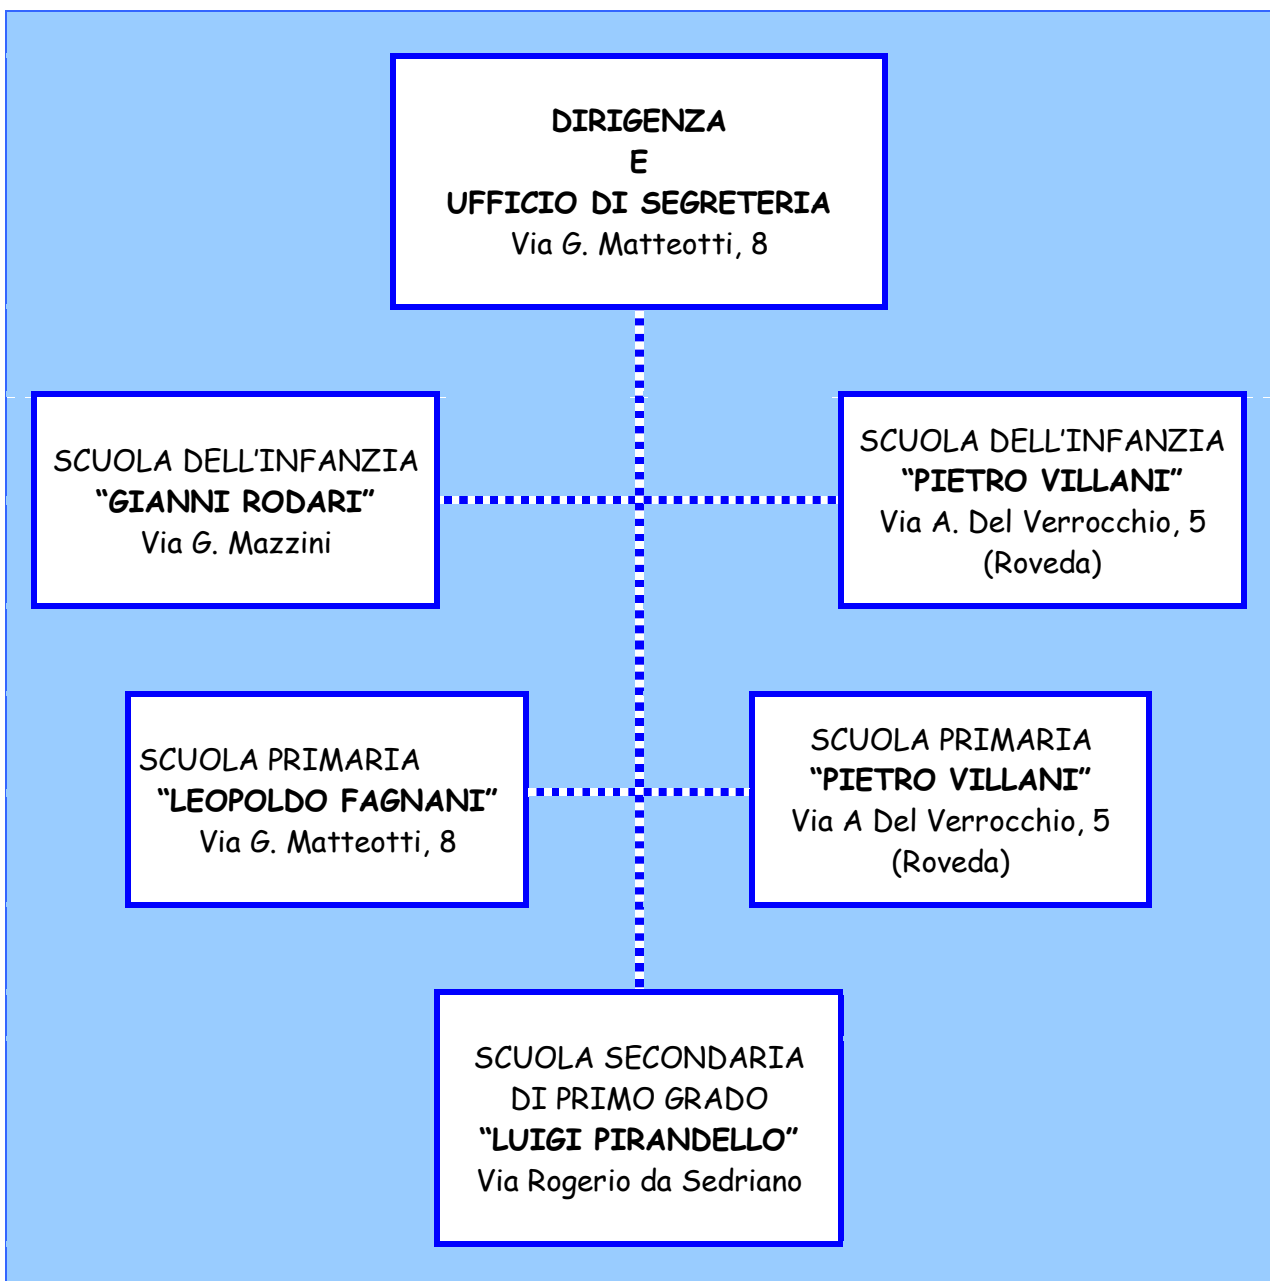 DIRIGENZA
E
UFFICIO DI SEGRETERIA
Via G. Matteotti, 8
SCUOLA DELL'INFANZIA
“GIANNI RODARI”
Via G. Mazzini
SCUOLA DELL'INFANZIA
“PIETRO VILLANI”
Via A. Del Verrocchio, 5
(Roveda)
SCUOLA PRIMARIA
“LEOPOLDO FAGNANI”
Via G. Matteotti, 8
SCUOLA PRIMARIA
“PIETRO VILLANI”
Via A Del Verrocchio, 5
(Roveda)
SCUOLA SECONDARIA
DI PRIMO GRADO
“LUIGI PIRANDELLO”
Via Rogerio da Sedriano